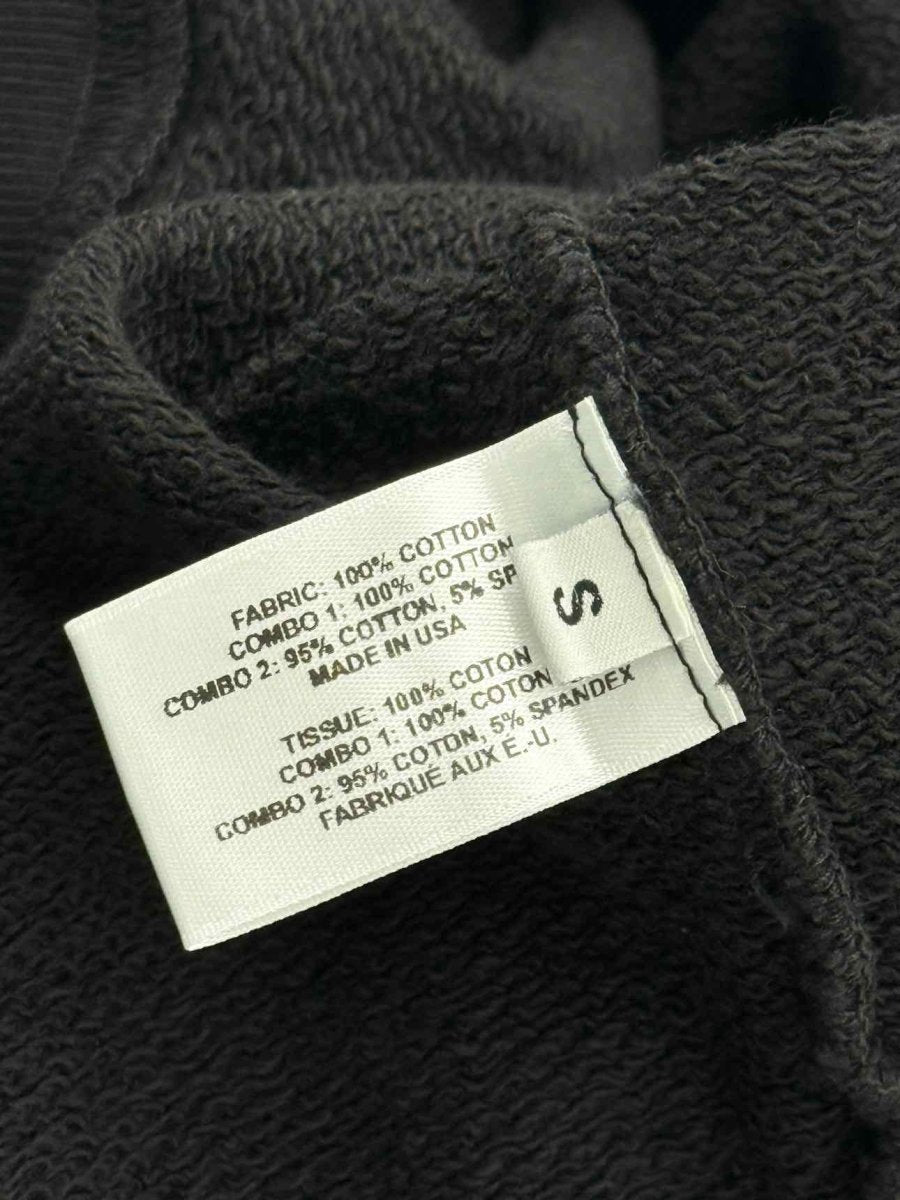 FABRIC: 100% COTTON
COMBO 1: 100% COTTON
COMBO 2: 95% COTTON, 5% SP
MADE IN USA
TISSUE: 100% COTON
COMBO 1: 100% COTON
COMBO 2: 95% COTON, 5% SPANDEX
FABRIQUÉ AUX É.-U.
S